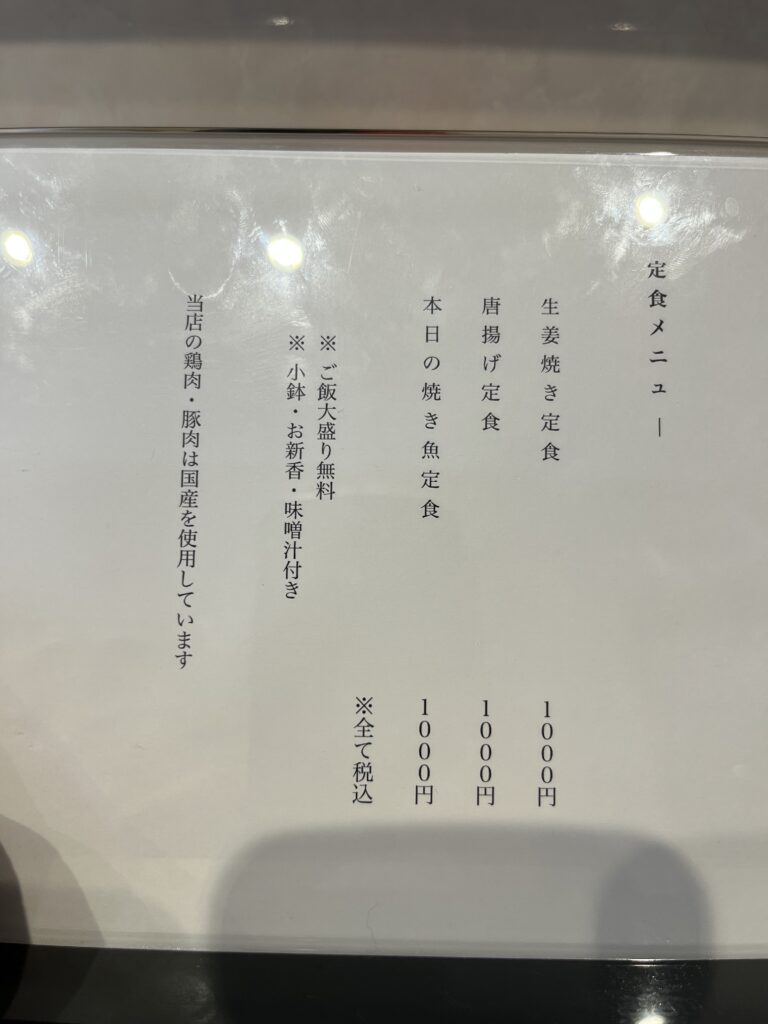 定食メニュー
生姜焼き定食 1000円
唐揚げ定食 1000円
本日の焼き魚定食 1000円
※全て税込
※ご飯大盛り無料
※小鉢・お新香・味噌汁付き
当店の鶏肉・豚肉は国産を使用しています